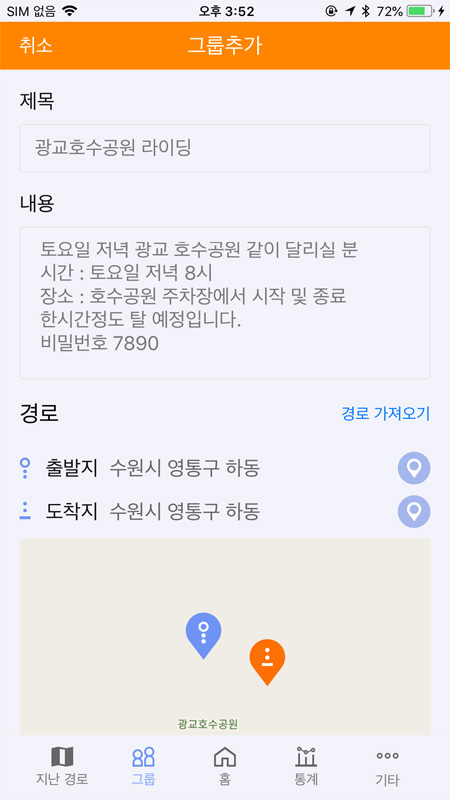 SIM 없음 오후 3:52 72%
취소 그룹추가
제목
광교호수공원 라이딩
내용
토요일 저녁 광교 호수공원 같이 달리실 분
시간 : 토요일 저녁 8시
장소 : 호수공원 주차장에서 시작 및 종료
한시간정도 탈 예정입니다.
비밀번호 7890
경로 경로 가져오기
출발지 수원시 영통구 하동
도착지 수원시 영통구 하동
광교호수공원
지난 경로 그룹 홈 통계 기타